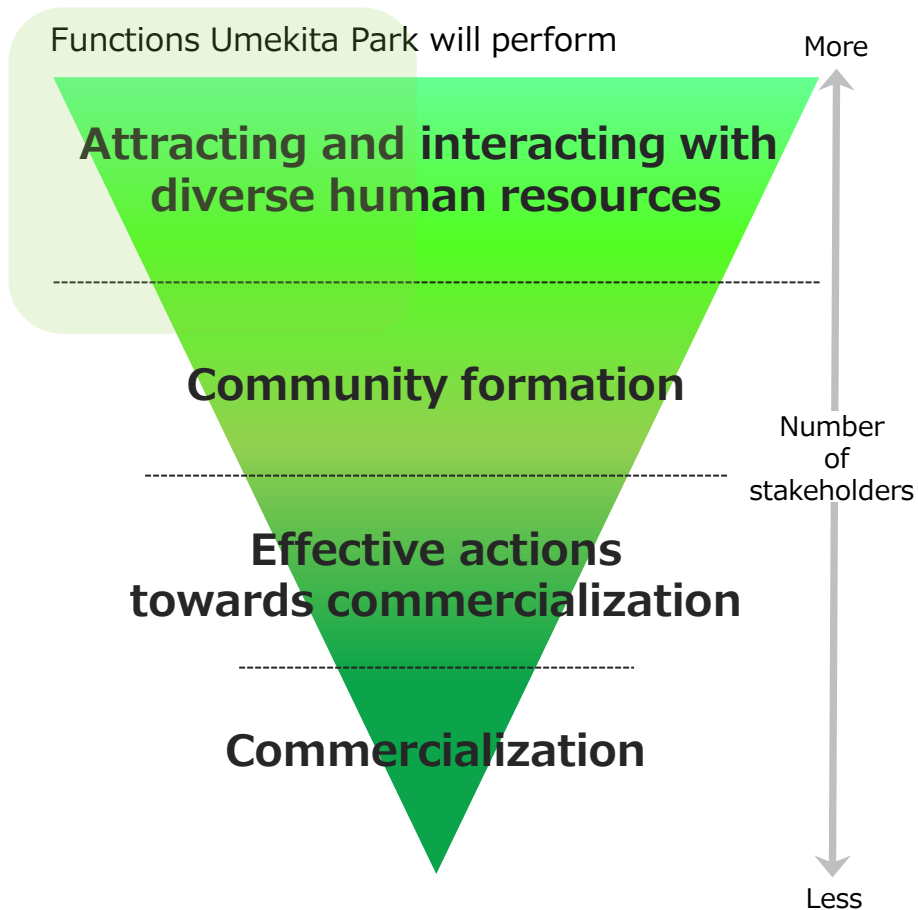 Functions Umekita Park will perform
More
Attracting and interacting with
diverse human resources
Community formation
Number
of
stakeholders
Effective actions
towards commercialization
Commercialization
Less